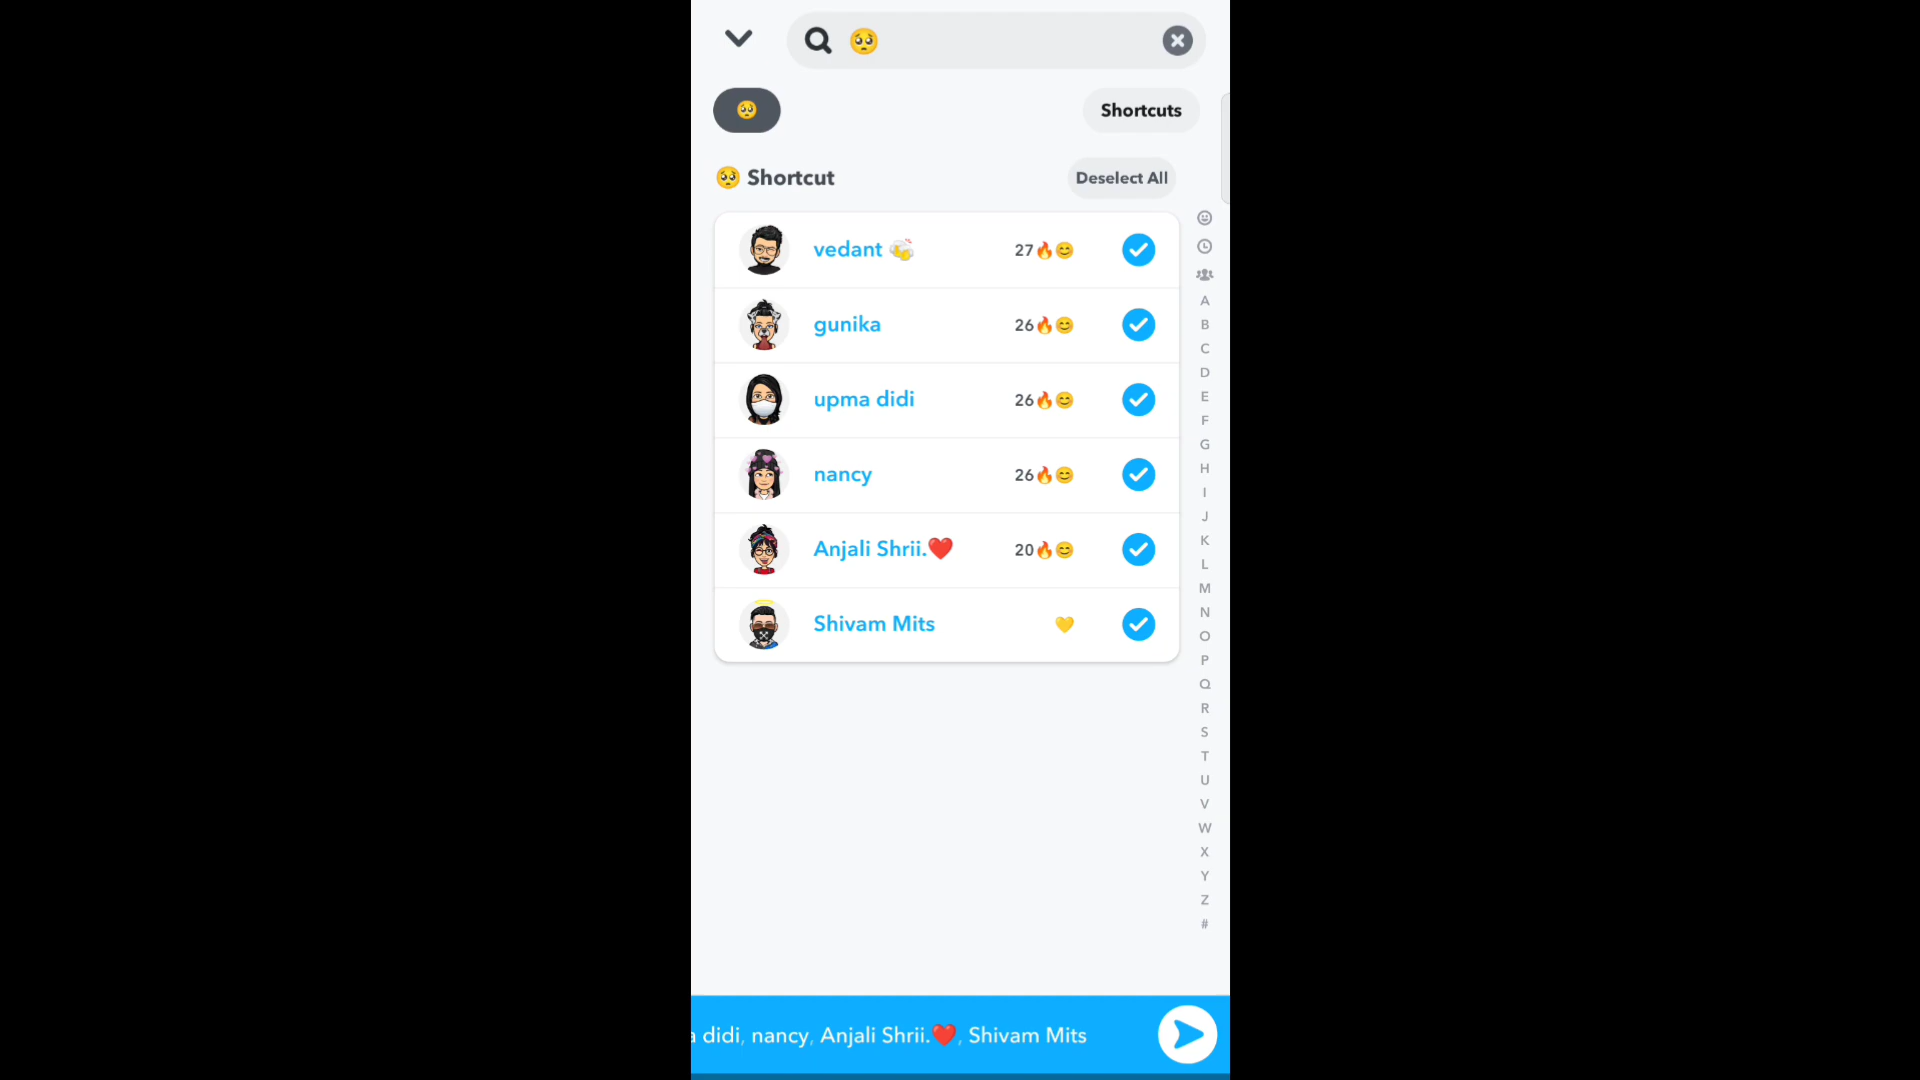 🥺
🥺
Shortcuts
🥺 Shortcut
Deselect All
vedant 🍻 27🔥😊
gunika 26🔥😊
upma didi 26🔥😊
nancy 26🔥😊
Anjali Shrii.❤️ 20🔥😊
Shivam Mits 💛
A
B
C
D
E
F
G
H
I
J
K
L
M
N
O
P
Q
R
S
T
U
V
W
X
Y
Z
#
didi, nancy, Anjali Shrii.❤️, Shivam Mits